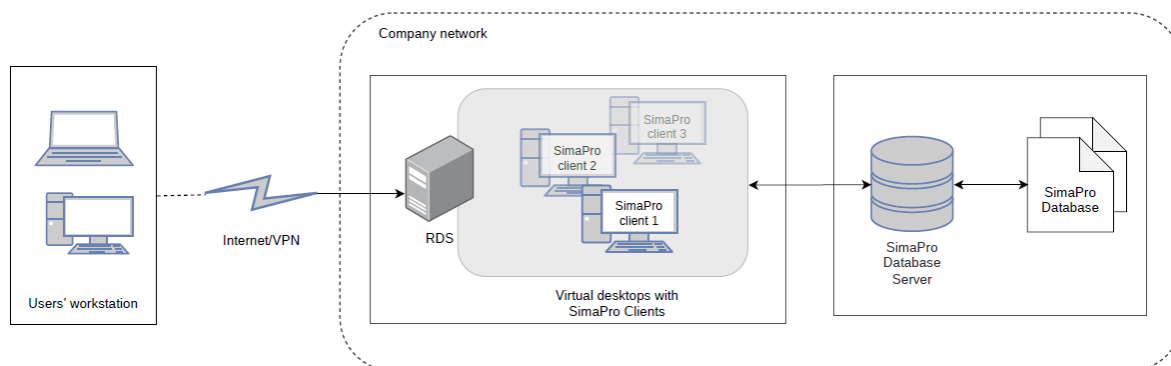 Company network
Users' workstation
Internet/VPN
RDS
SimaPro
client 3
SimaPro
client 2
SimaPro
client 1
Virtual desktops with
SimaPro Clients
SimaPro
Database
Server
SimaPro
Database